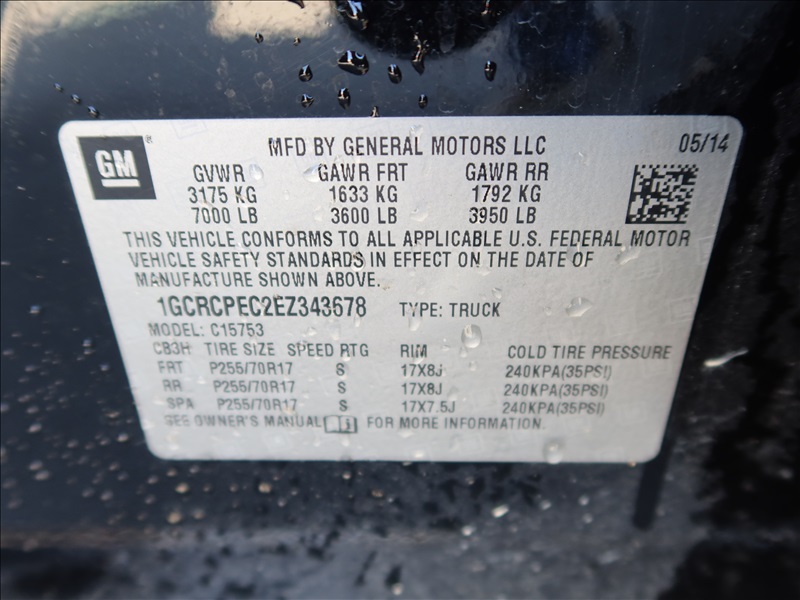 GM ® MFD BY GENERAL MOTORS LLC 05/14
GVWR GAWR FRT GAWR RR
3175 KG 1633 KG 1792 KG
7000 LB 3600 LB 3950 LB
THIS VEHICLE CONFORMS TO ALL APPLICABLE U.S. FEDERAL MOTOR
VEHICLE SAFETY STANDARDS IN EFFECT ON THE DATE OF
MANUFACTURE SHOWN ABOVE.
1GCRCPEC2EZ343678 TYPE: TRUCK
MODEL: C15753
CB3H TIRE SIZE SPEED RTG RIM COLD TIRE PRESSURE
FRT P255/70R17 S 17X8J 240KPA(35PSI)
RR P255/70R17 S 17X8J 240KPA(35PSI)
SPA P255/70R17 S 17X7.5J 240KPA(35PSI)
SEE OWNER'S MANUAL FOR MORE INFORMATION.